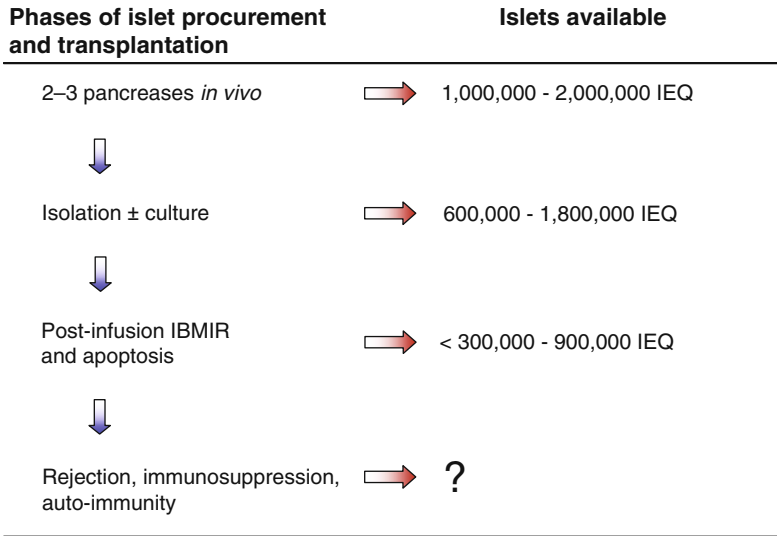 Phases of islet procurement
and transplantation
Islets available
2–3 pancreases in vivo
1,000,000 - 2,000,000 IEQ
Isolation ± culture
600,000 - 1,800,000 IEQ
Post-infusion IBMIR
and apoptosis
< 300,000 - 900,000 IEQ
Rejection, immunosuppression,
auto-immunity
?